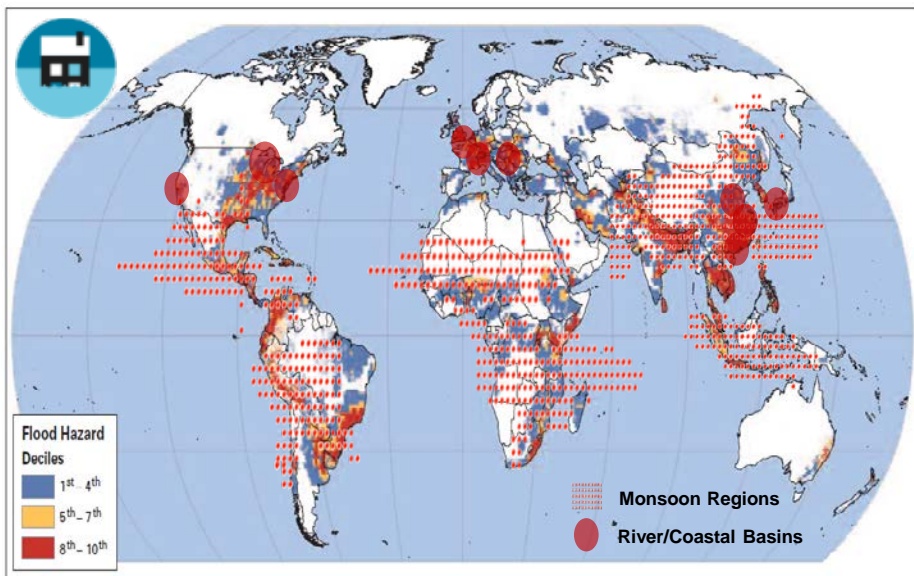 Flood Hazard
Deciles
1st – 4th
5th – 7th
8th – 10th
Monsoon Regions
River/Coastal Basins